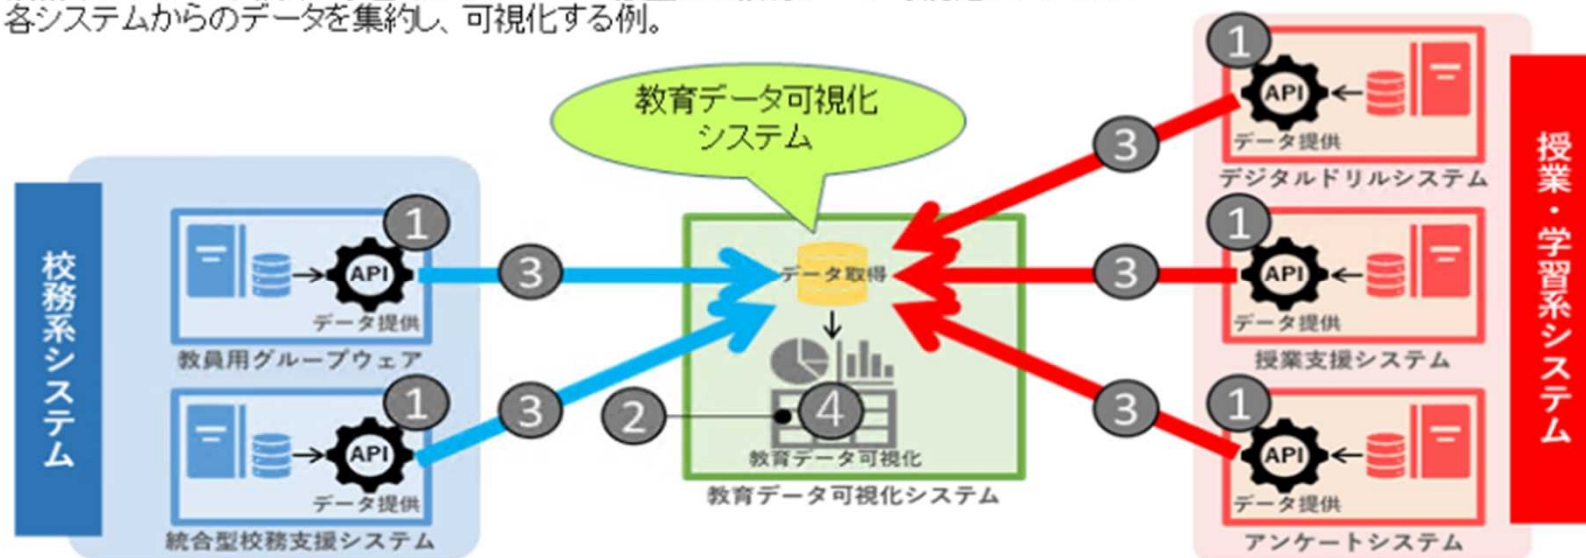 各システムからのデータを集約し、可視化する例。
教育データ可視化
システム
校務系システム
1
API
データ提供
教員用グループウェア
3
1
API
データ提供
統合型校務支援システム
3
データ取得
2
4
教育データ可視化
教育データ可視化システム
3
1
API
データ提供
デジタルドリルシステム
3
1
API
データ提供
授業支援システム
3
1
API
データ提供
アンケートシステム
授業・学習系システム